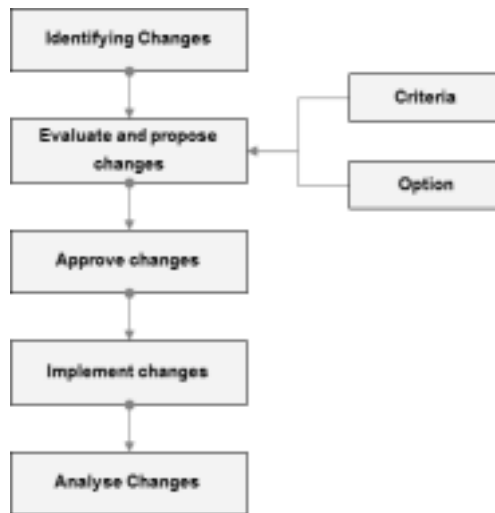 Identifying Changes
Criteria
Evaluate and propose
changes
Option
Approve changes
Implement changes
Analyse Changes